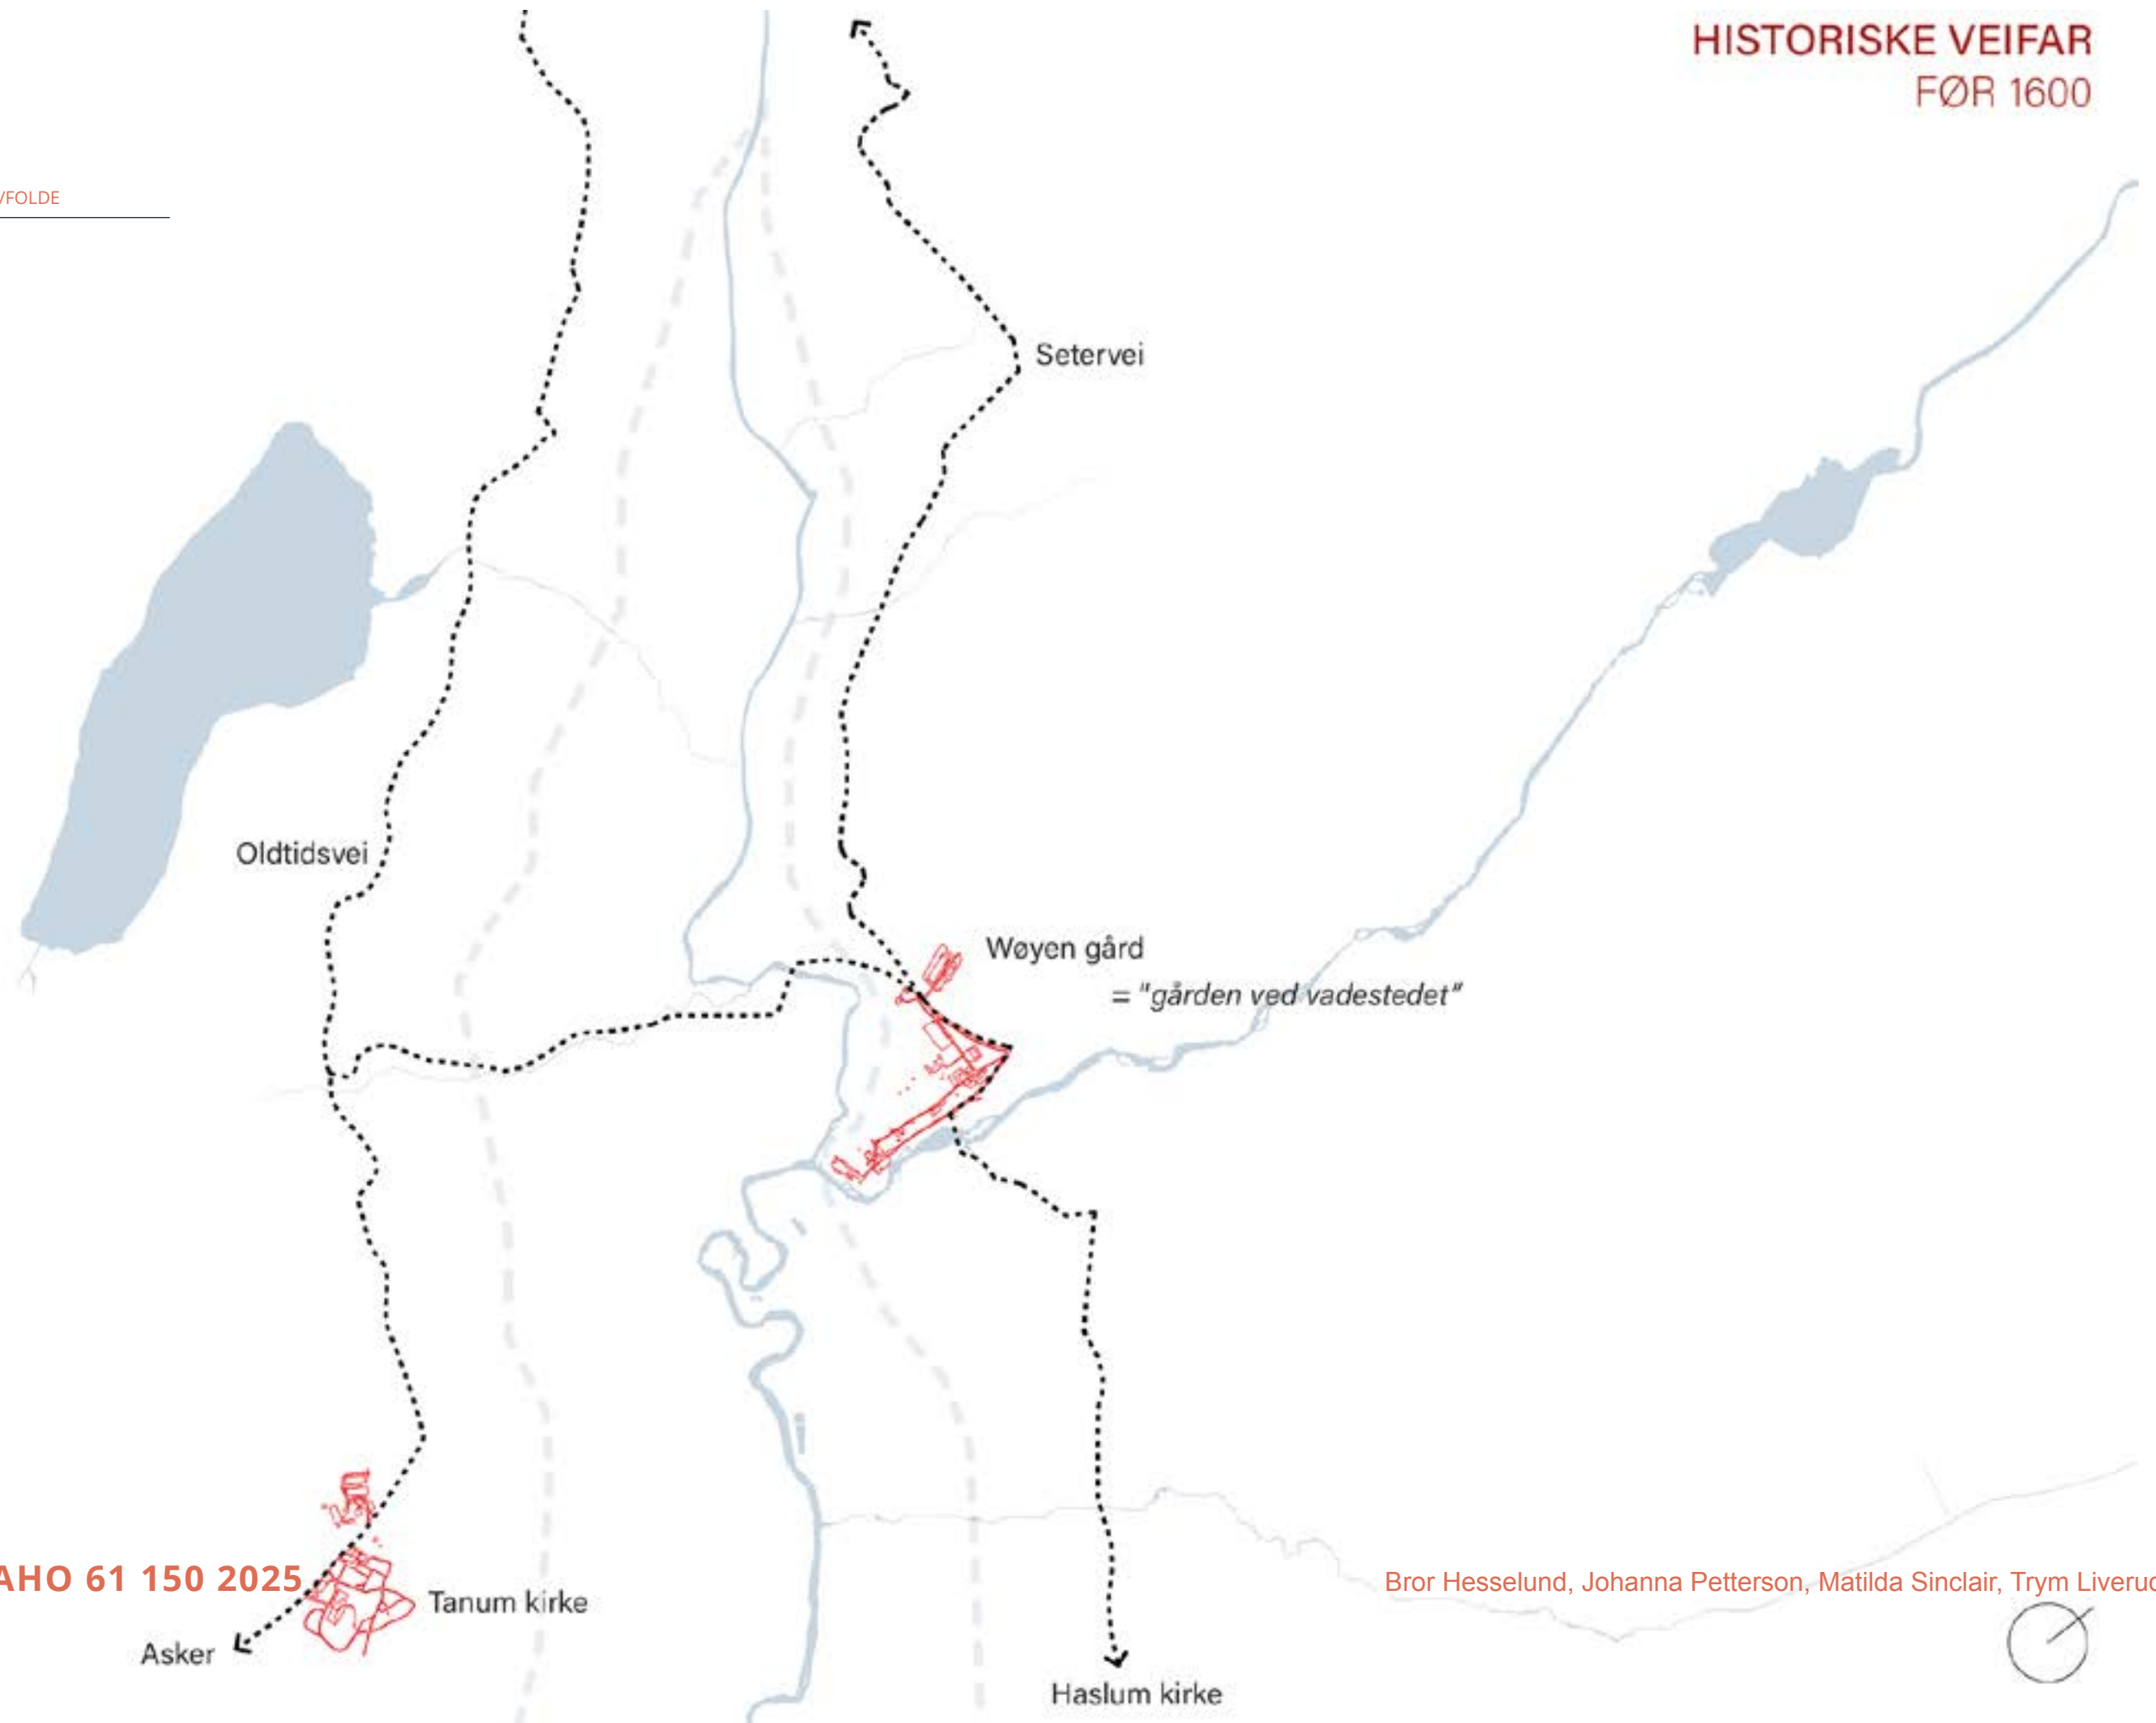 HISTORISKE VEIFAR
FØR 1600
/FOLDE
Setervei
Oldtidsvei
Wøyen gård
= "gården ved vadestedet"
AHO 61 150 2025
Bror Hesselund, Johanna Petterson, Matilda Sinclair, Trym Liverud
Tanum kirke
Asker
Haslum kirke